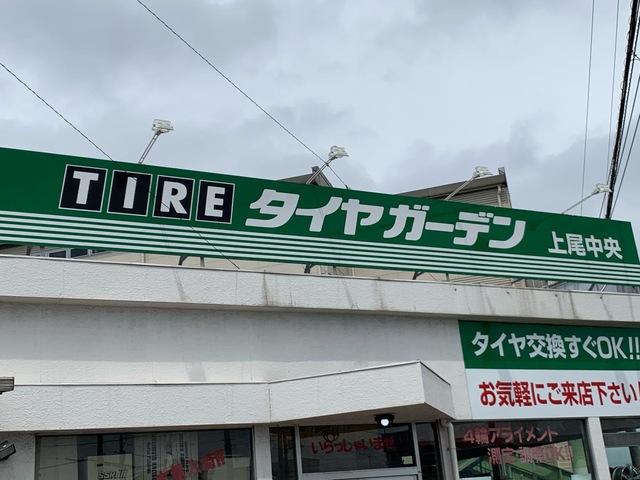 TIRE タイヤガーデン 上尾中央
タイヤ交換すぐOK!!
お気軽にご来店下さい!
いらっしゃいませ
4輪アライメント
SSR